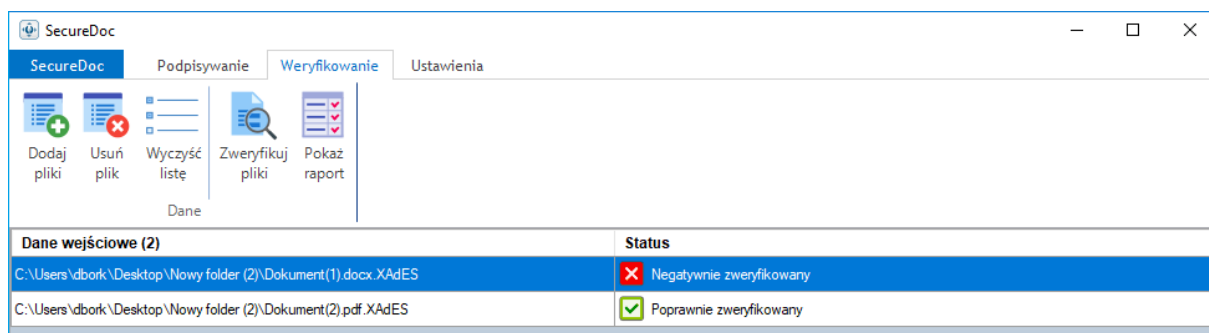 SecureDoc
SecureDoc Podpisywanie Weryfikowanie Ustawienia
Dodaj pliki
Usuń plik
Wyczyść listę
Zweryfikuj pliki
Pokaż raport
Dane
Dane wejściowe (2) Status
C:\Users\dbork\Desktop\Nowy folder (2)\Dokument(1).docx.XAdES Negatywnie zweryfikowany
C:\Users\dbork\Desktop\Nowy folder (2)\Dokument(2).pdf.XAdES Poprawnie zweryfikowany